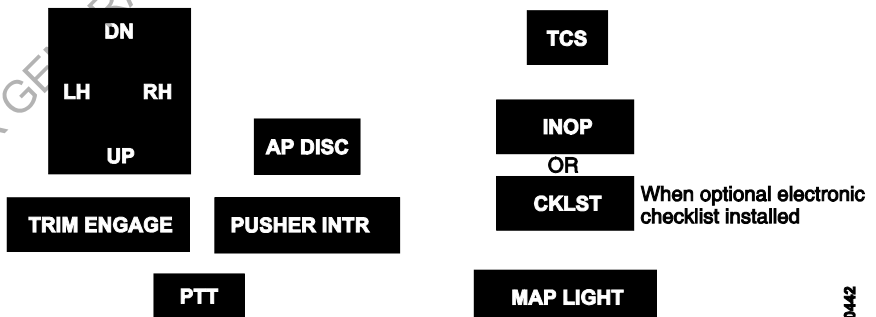 DN
LH RH
UP
AP DISC
TRIM ENGAGE
PUSHER INTR
PTT
TCS
INOP
OR
CKLST
When optional electronic
checklist installed
MAP LIGHT
0442